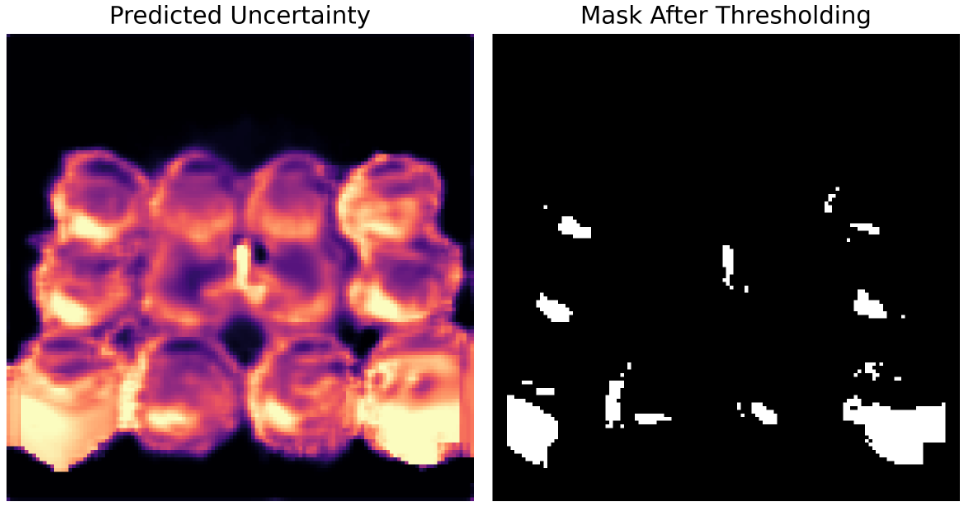 Predicted Uncertainty
Mask After Thresholding